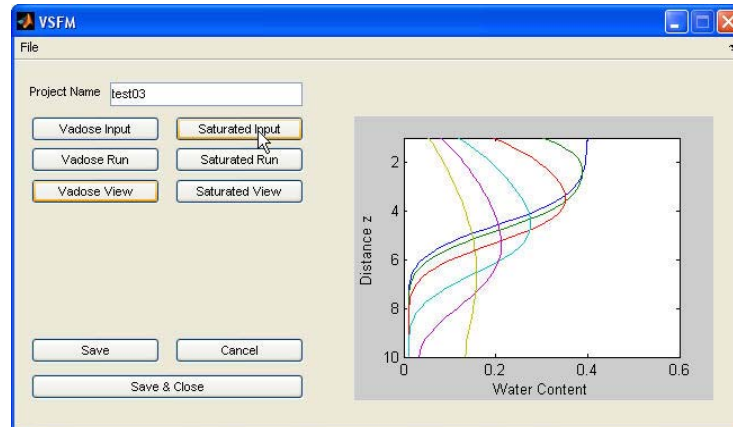 VSFM
File
Project Name test03
Vadose Input
Saturated Input
Vadose Run
Saturated Run
Vadose View
Saturated View
Save
Cancel
Save & Close
Distance z
2
4
6
8
10
0
0.2
0.4
0.6
Water Content